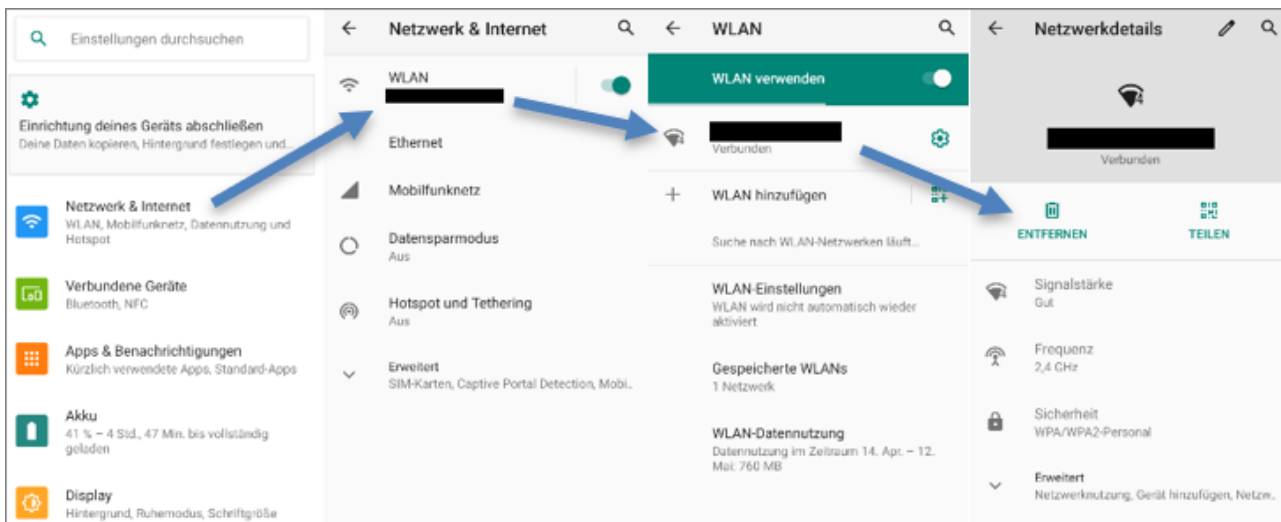 Einstellungen durchsuchen
Einrichtung deines Geräts abschließen
Deine Daten kopieren, Hintergrund festlegen und...
Netzwerk & Internet
WLAN, Mobilfunknetz, Datennutzung und
Hotspot
Verbundene Geräte
Bluetooth, NFC
Apps & Benachrichtigungen
Kürzlich verwendete Apps, Standard-Apps
Akku
41 % – 4 Std., 47 Min. bis vollständig
geladen
Display
Hintergrund, Ruhemodus, Schriftgröße
Netzwerk & Internet
WLAN
Ethernet
Mobilfunknetz
Datensparmodus
Aus
Hotspot und Tethering
Aus
Erweitert
SIM-Karten, Captive Portal Detection, Mobi..
WLAN
WLAN verwenden
Verbunden
WLAN hinzufügen
Suche nach WLAN-Netzwerken läuft...
WLAN-Einstellungen
WLAN wird nicht automatisch wieder
aktiviert
Gespeicherte WLANs
1 Netzwerk
WLAN-Datennutzung
Datennutzung im Zeitraum 14. Apr. – 12.
Mai: 760 MB
Netzwerkdetails
Verbunden
ENTFERNEN
TEILEN
Signalstärke
Gut
Frequenz
2,4 GHz
Sicherheit
WPA/WPA2-Personal
Erweitert
Netzwerknutzung, Gerät hinzufügen, Netzw..